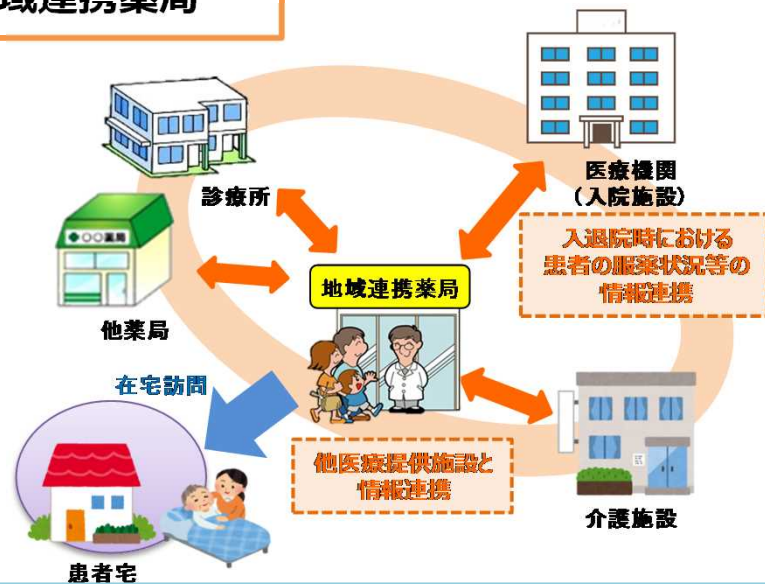 域連携薬局
診療所
医療機関
（入院施設）
入退院時における
患者の服薬状況等の
情報連携
○○薬局
他薬局
地域連携薬局
在宅訪問
他医療提供施設と
情報連携
介護施設
患者宅